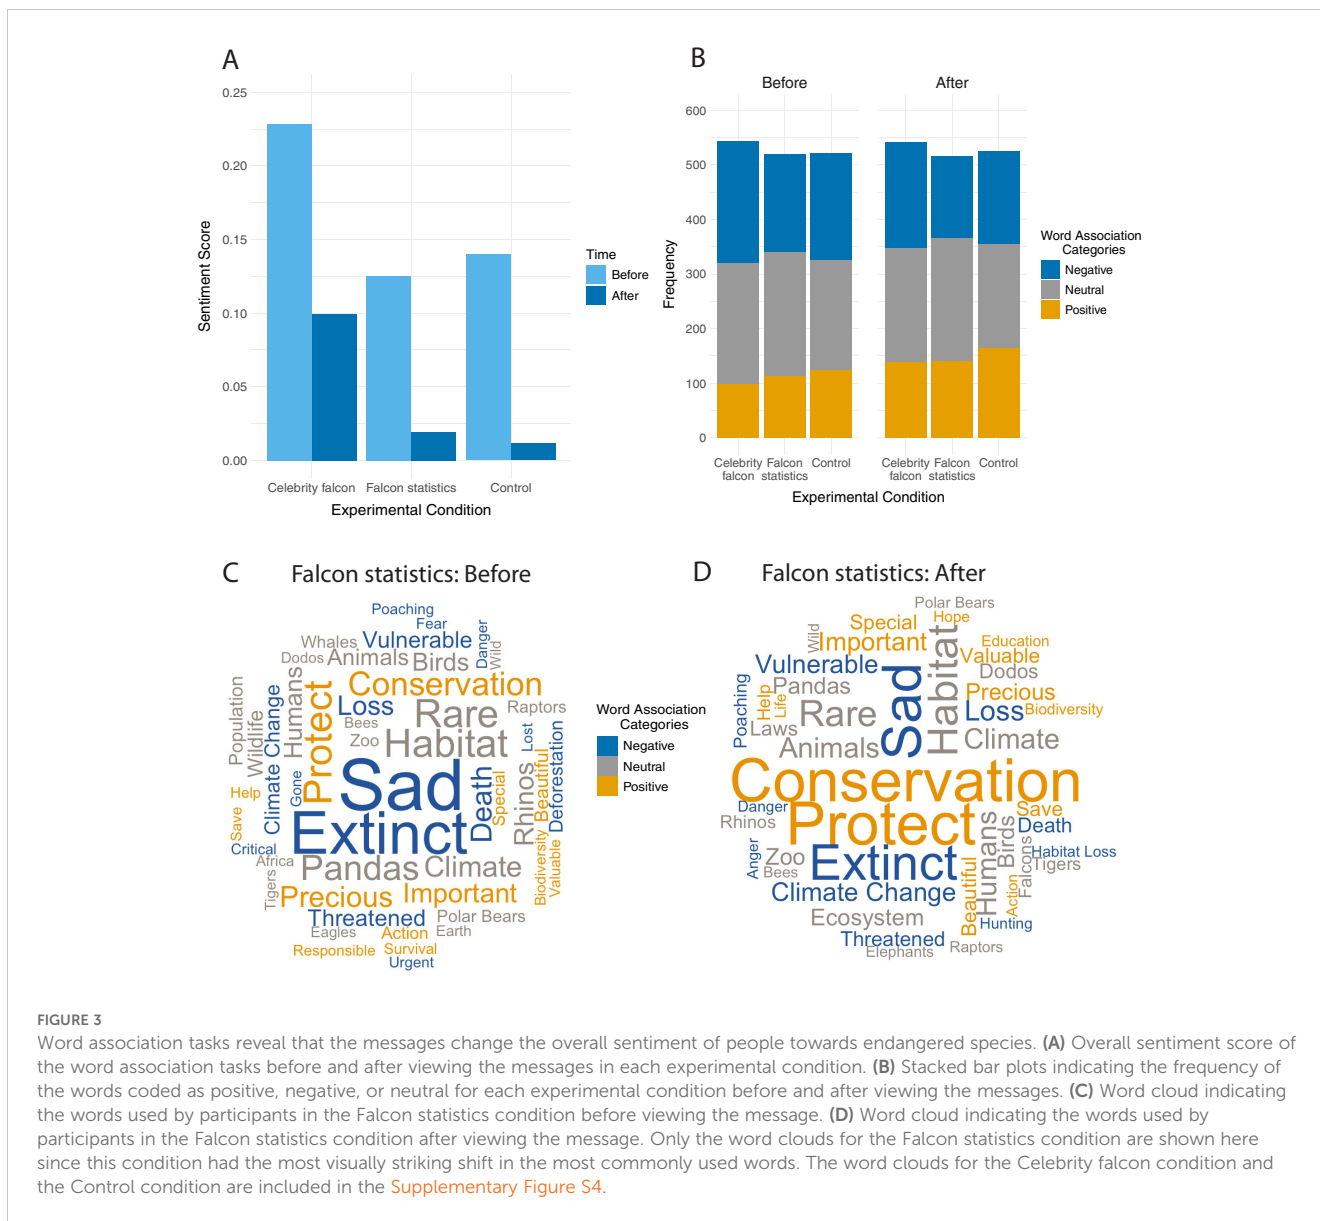 A
0.25
0.20
0.15
0.10
0.05
0.00
Sentiment Score
Celebrity falcon
Falcon statistics
Control
Experimental Condition
Time
Before
After
B
Before
After
600
500
400
300
200
100
0
Frequency
Celebrity falcon
Falcon statistics
Control
Celebrity falcon
Falcon statistics
Control
Experimental Condition
Word Association
Categories
Negative
Neutral
Positive
C
Falcon statistics: Before
Poaching
Fear
Whales
Vulnerable
Danger
Wild
Dodos
Animals
Birds
Population
Wildlife
Climate Change
Humans
Protect
Conservation
Loss
Rare
Raptors
Bees
Zoo
Habitat
Lost
Deforestation
Beautiful
Rhinos
Special
Death
Sad
Gone
Help
Save
Extinct
Critical
Africa
Tigers
Pandas
Climate
Biodiversity
Valuable
Precious
Important
Threatened
Polar Bears
Eagles
Action
Earth
Responsible
Survival
Urgent
Word Association
Categories
Negative
Neutral
Positive
D
Falcon statistics: After
Polar Bears
Hope
Special
Wild
Important
Habitat
Education
Valuable
Vulnerable
Sad
Dodos
Poaching
Help
Life
Pandas
Precious
Rare
Loss
Biodiversity
Laws
Animals
Climate
Conservation
Danger
Protect
Save
Rhinos
Death
Humans
Birds
Falcons
Anger
Zoo
Bees
Extinct
Habitat Loss
Tigers
Climate Change
Beautiful
Action
Ecosystem
Hunting
Threatened
Elephants
Raptors
FIGURE 3
Word association tasks reveal that the messages change the overall sentiment of people towards endangered species. (A) Overall sentiment score of
the word association tasks before and after viewing the messages in each experimental condition. (B) Stacked bar plots indicating the frequency of
the words coded as positive, negative, or neutral for each experimental condition before and after viewing the messages. (C) Word cloud indicating
the words used by participants in the Falcon statistics condition before viewing the message. (D) Word cloud indicating the words used by
participants in the Falcon statistics condition after viewing the message. Only the word clouds for the Falcon statistics condition are shown here
since this condition had the most visually striking shift in the most commonly used words. The word clouds for the Celebrity falcon condition and
the Control condition are included in the Supplementary Figure S4.